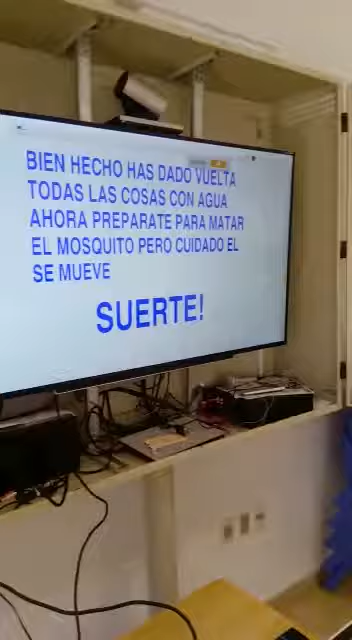 BIEN HECHO HAS DADO VUELTA
TODAS LAS COSAS CON AGUA
AHORA PREPARATE PARA MATAR
EL MOSQUITO PERO CUIDADO EL
SE MUEVE
SUERTE!